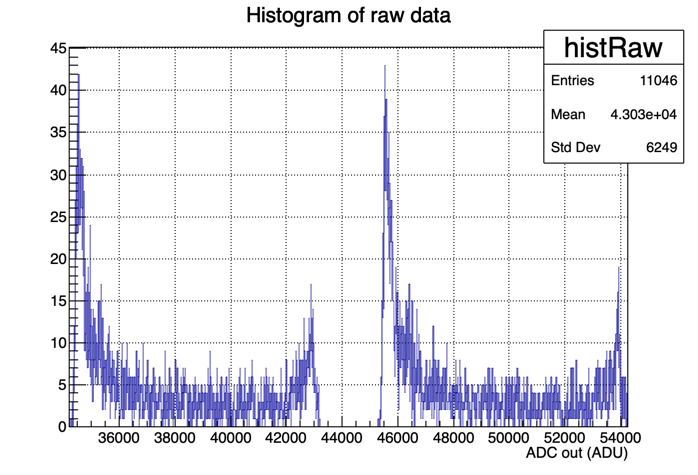 Histogram of raw data
histRaw
Entries 11046
Mean 4.303e+04
Std Dev 6249
45
40
35
30
25
20
15
10
5
0
36000 38000 40000 42000 44000 46000 48000 50000 52000 54000
ADC out (ADU)